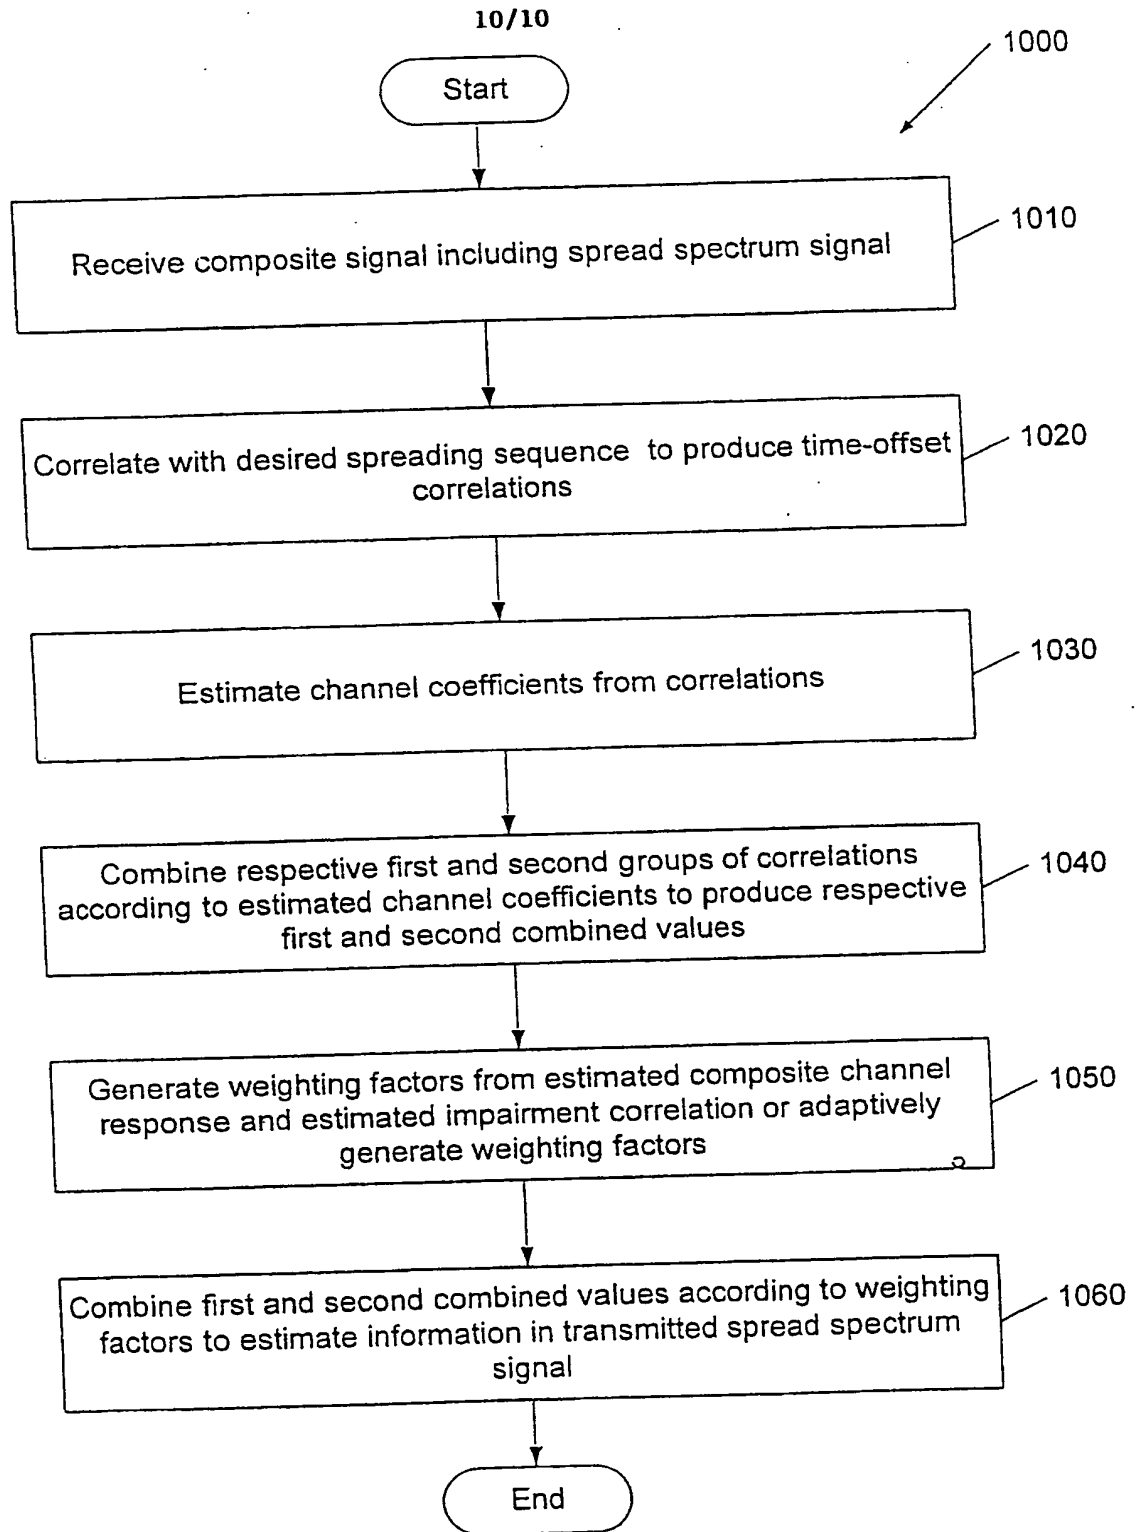 10/10
1000
Start
Receive composite signal including spread spectrum signal
1010
Correlate with desired spreading sequence to produce time-offset
correlations
1020
Estimate channel coefficients from correlations
1030
Combine respective first and second groups of correlations
according to estimated channel coefficients to produce respective
first and second combined values
1040
Generate weighting factors from estimated composite channel
response and estimated impairment correlation or adaptively
generate weighting factors
1050
Combine first and second combined values according to weighting
factors to estimate information in transmitted spread spectrum
signal
1060
End